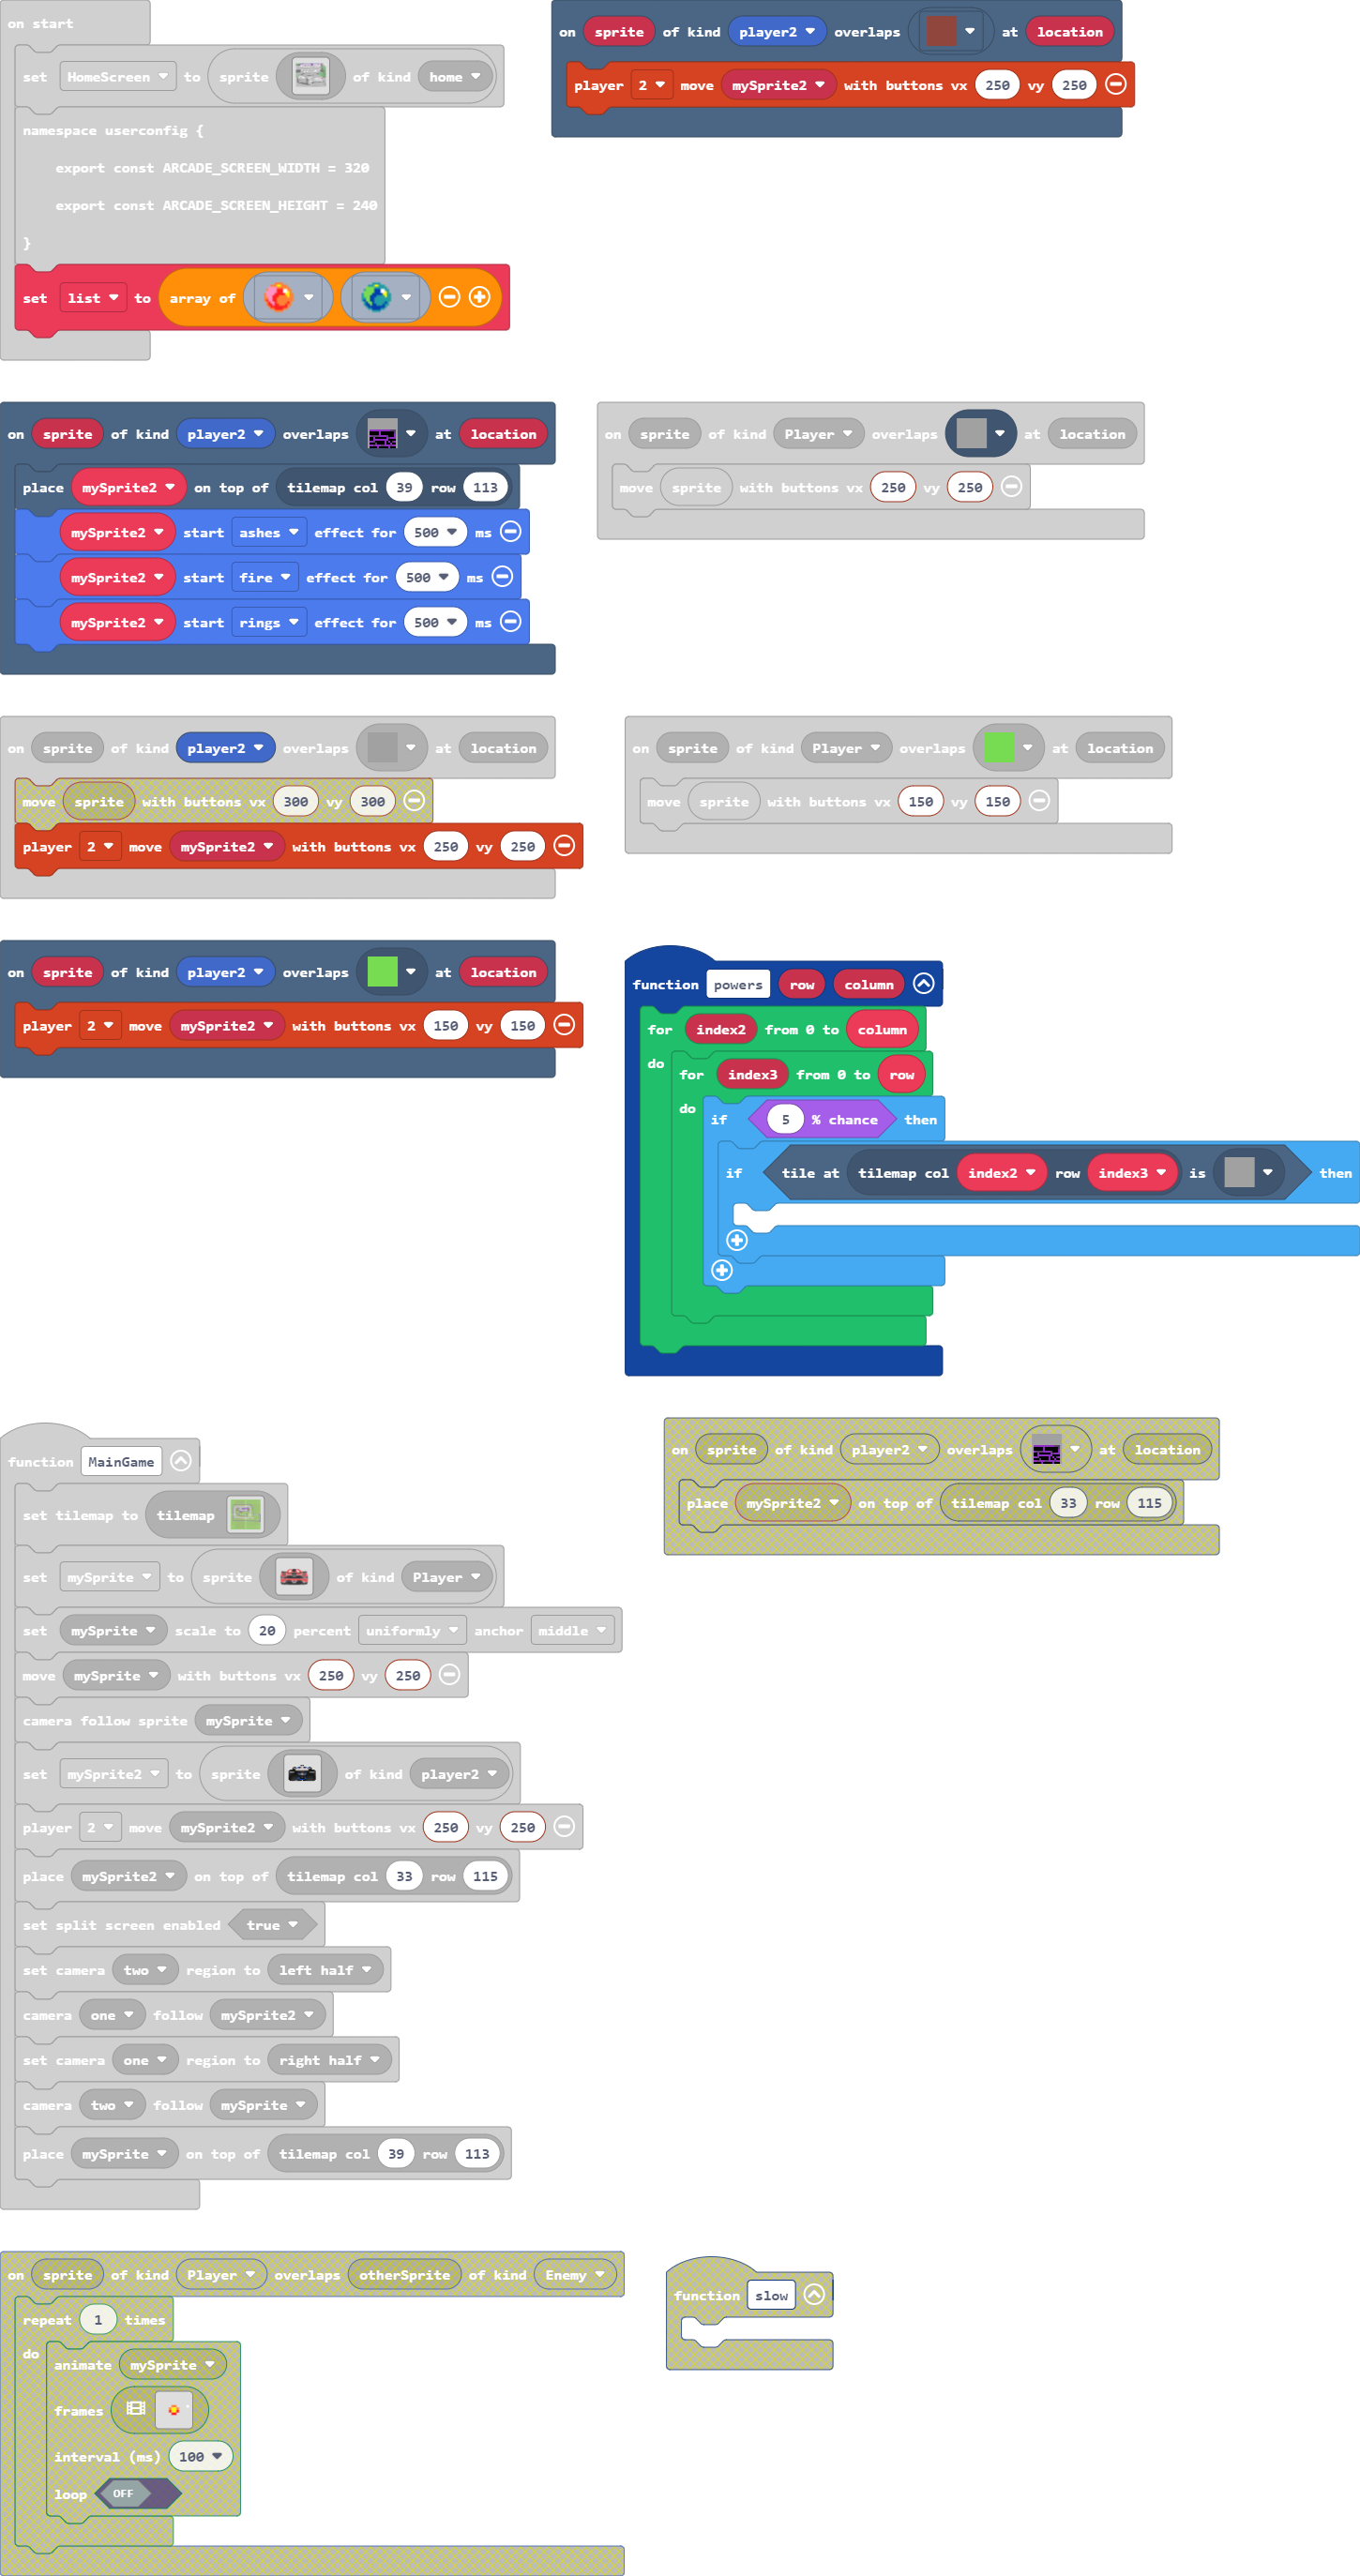 on start
set HomeScreen to sprite of kind home
namespace userconfig {
export const ARCADE_SCREEN_WIDTH = 320
export const ARCADE_SCREEN_HEIGHT = 240
}
set list to array of
on sprite of kind player2 overlaps at location
player 2 move mySprite2 with buttons vx 250 vy 250
on sprite of kind player2 overlaps at location
place mySprite2 on top of tilemap col 39 row 113
mySprite2 start ashes effect for 500 ms
mySprite2 start fire effect for 500 ms
mySprite2 start rings effect for 500 ms
on sprite of kind Player overlaps at location
move sprite with buttons vx 250 vy 250
on sprite of kind player2 overlaps at location
move sprite with buttons vx 300 vy 300
player 2 move mySprite2 with buttons vx 250 vy 250
on sprite of kind Player overlaps at location
move sprite with buttons vx 150 vy 150
on sprite of kind player2 overlaps at location
player 2 move mySprite2 with buttons vx 150 vy 150
function powers row column
for index2 from 0 to column
do
for index3 from 0 to row
do
if 5 % chance then
if tile at tilemap col index2 row index3 is then
function MainGame
set tilemap to tilemap
set mySprite to sprite of kind Player
set mySprite scale to 20 percent uniformly anchor middle
move mySprite with buttons vx 250 vy 250
camera follow sprite mySprite
set mySprite2 to sprite of kind player2
player 2 move mySprite2 with buttons vx 250 vy 250
place mySprite2 on top of tilemap col 33 row 115
set split screen enabled true
set camera two region to left half
camera one follow mySprite2
set camera one region to right half
camera two follow mySprite
place mySprite on top of tilemap col 39 row 113
on sprite of kind player2 overlaps at location
place mySprite2 on top of tilemap col 33 row 115
on sprite of kind Player overlaps otherSprite of kind Enemy
repeat 1 times
do
animate mySprite
frames
interval (ms) 100
loop OFF
function slow